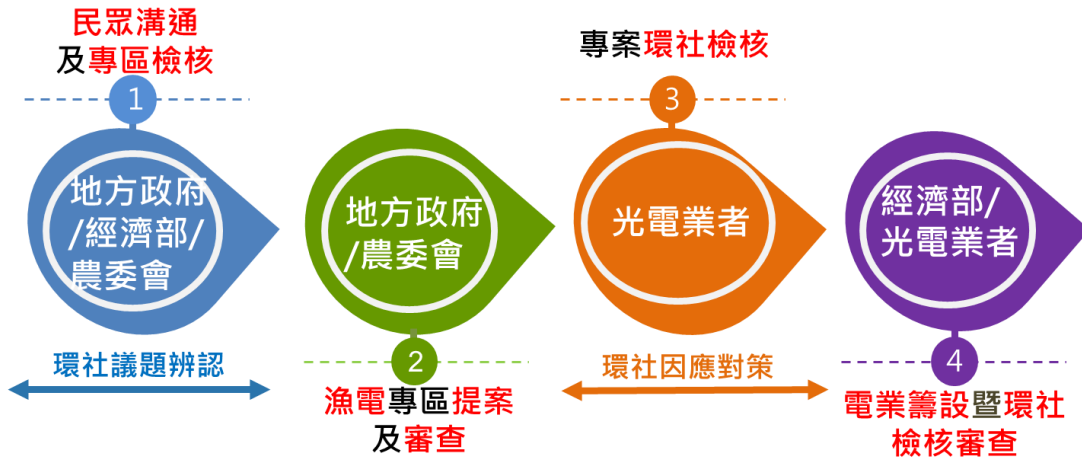 民眾溝通
及專區檢核
1
地方政府
/經濟部/
農委會
環社議題辨認
地方政府
/農委會
2
漁電專區提案
及審查
專案環社檢核
3
光電業者
環社因應對策
經濟部/
光電業者
4
電業籌設暨環社
檢核審查